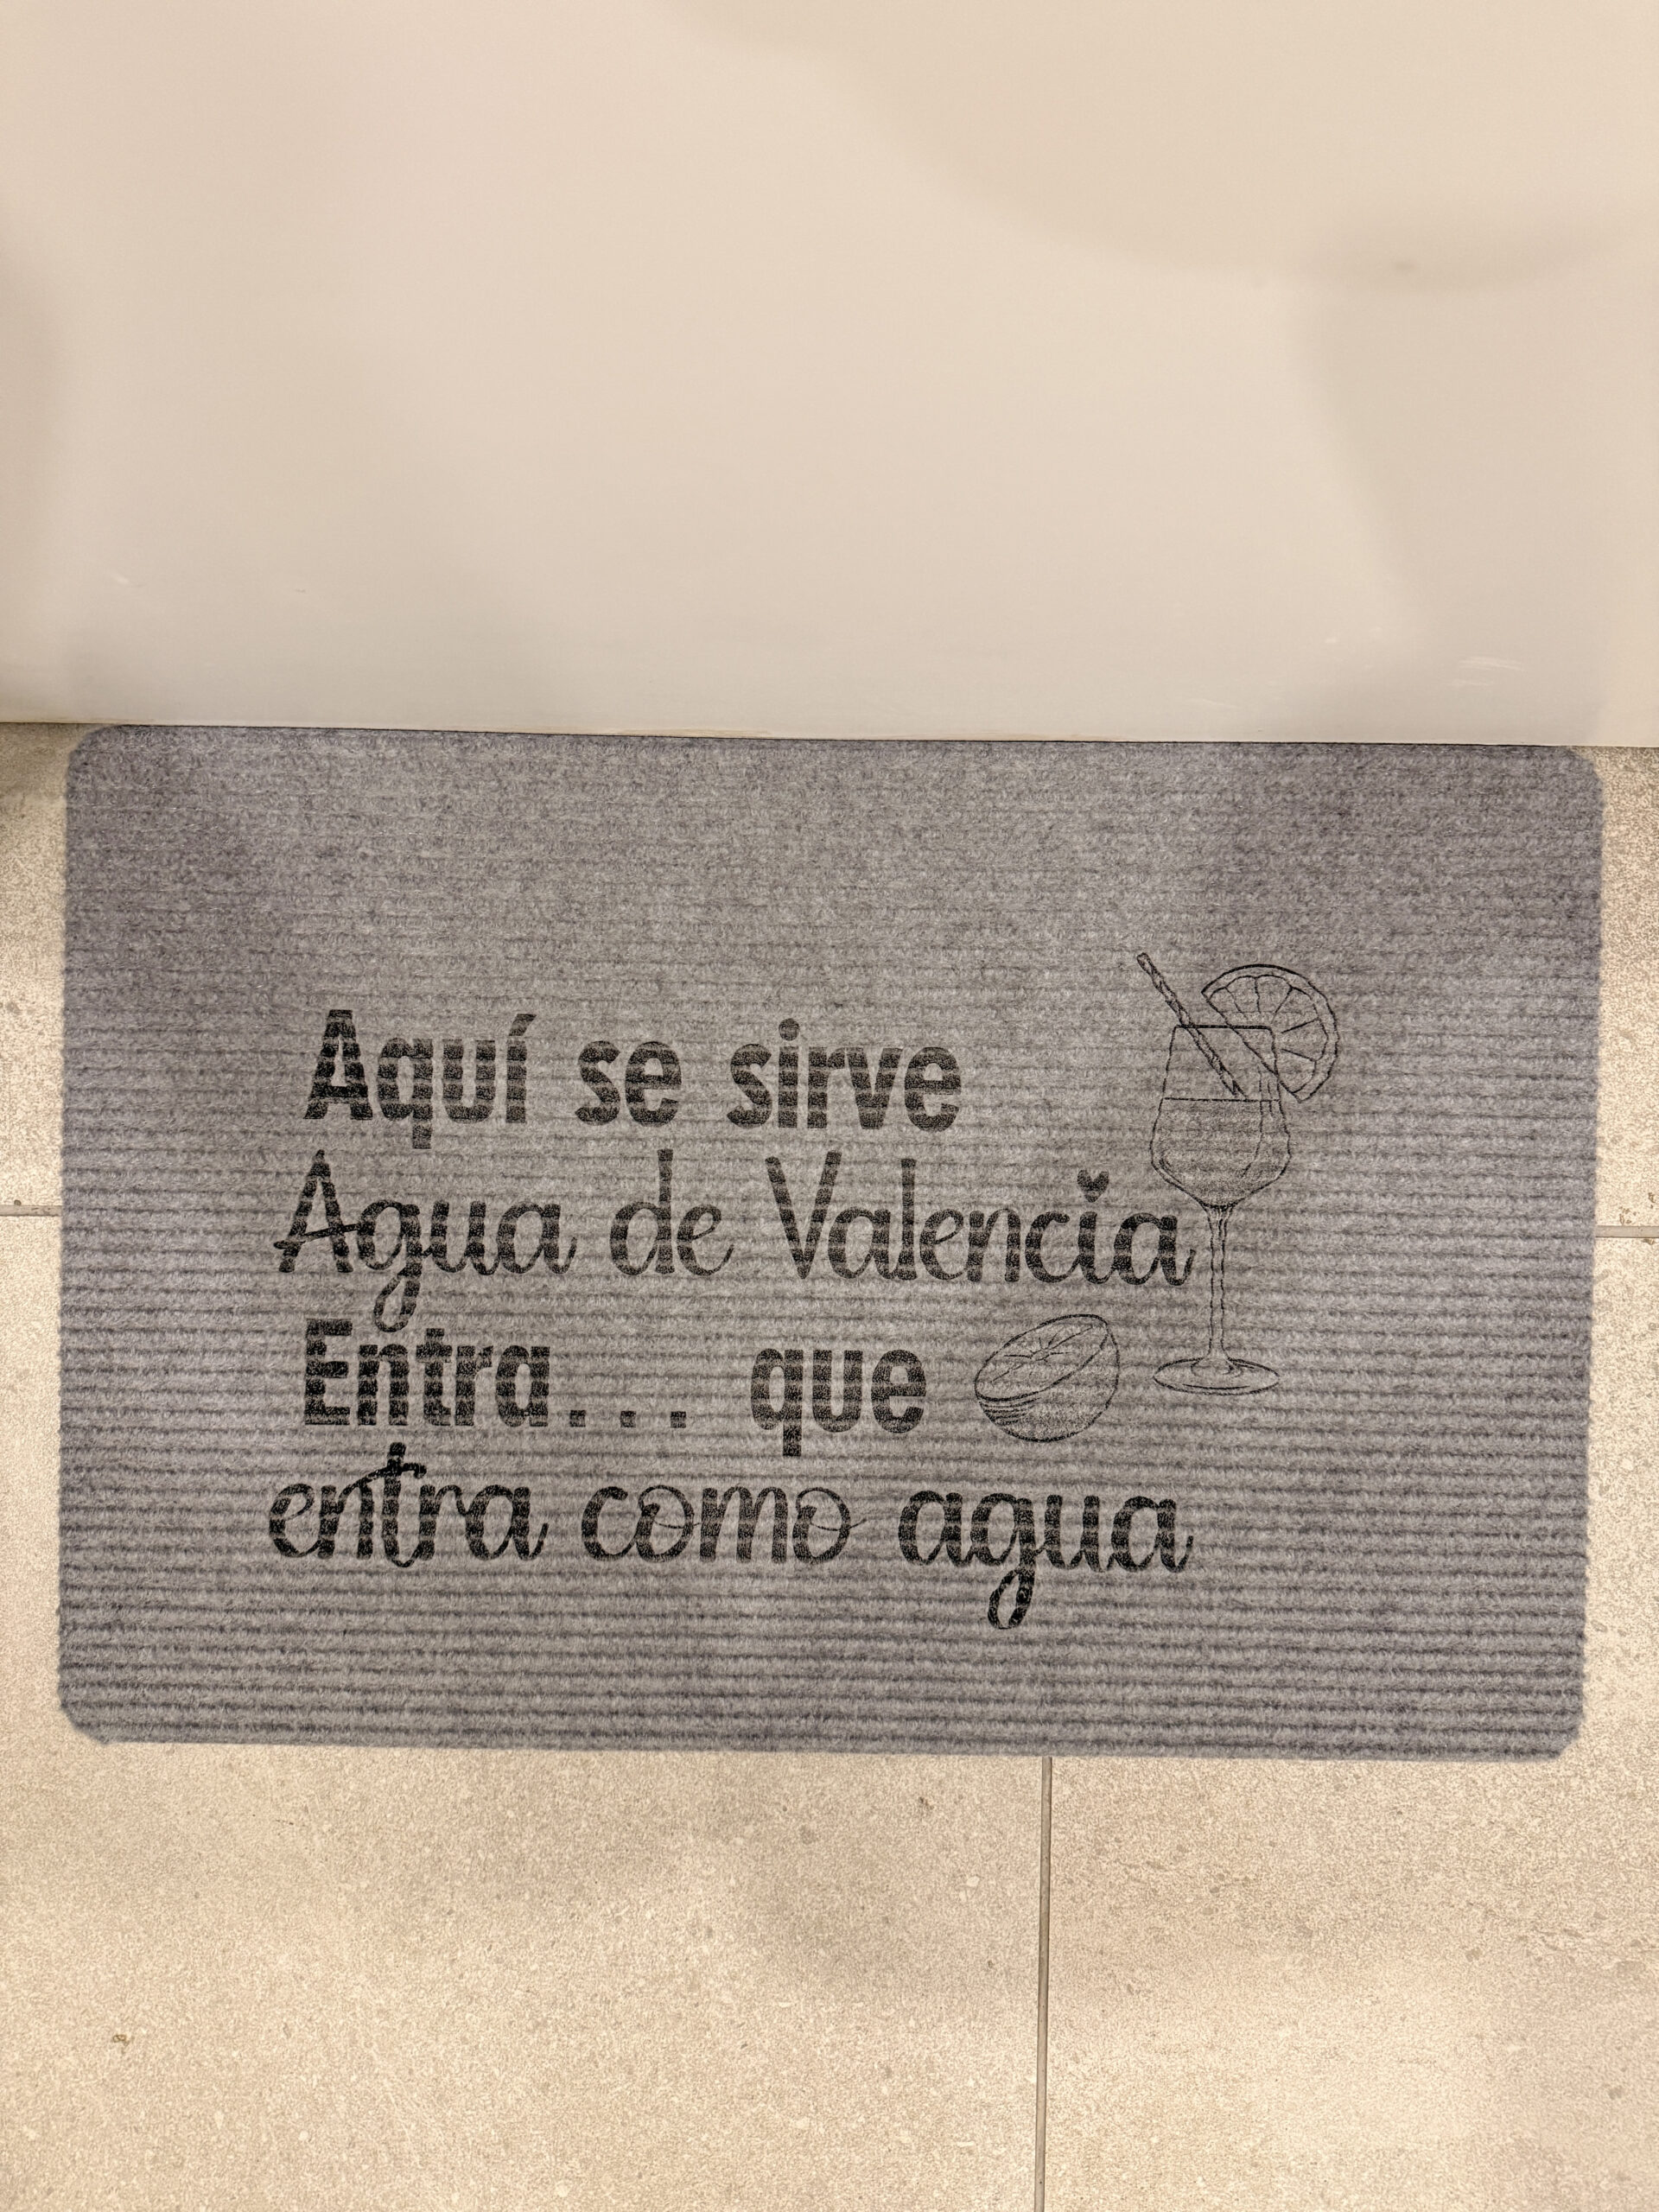 Aquí se sirve
Agua de Valencia
Entra... que
entra como agua